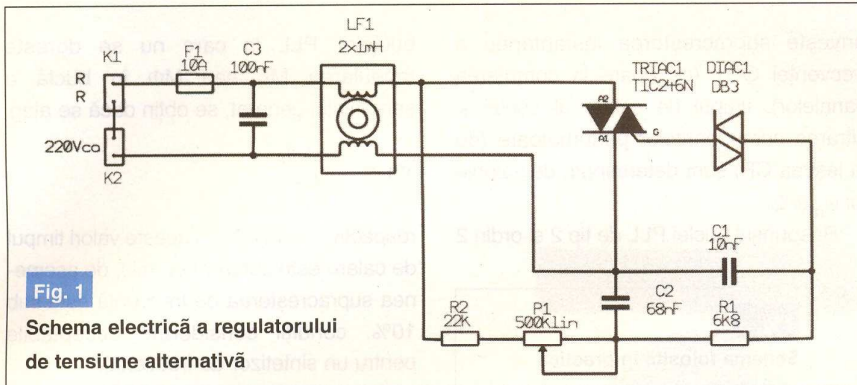 LF1
2x1mH
K1
F1
10A
C3
100nF
R
R
220Vca
K2
TRIAC1
TIC246N
DIAC1
DB3
A2
A1
G
C1
10nF
C2
68nF
R2
22K
P1
500Klin
R1
6K8
Fig. 1
Schema electrică a regulatorului
de tensiune alternativă